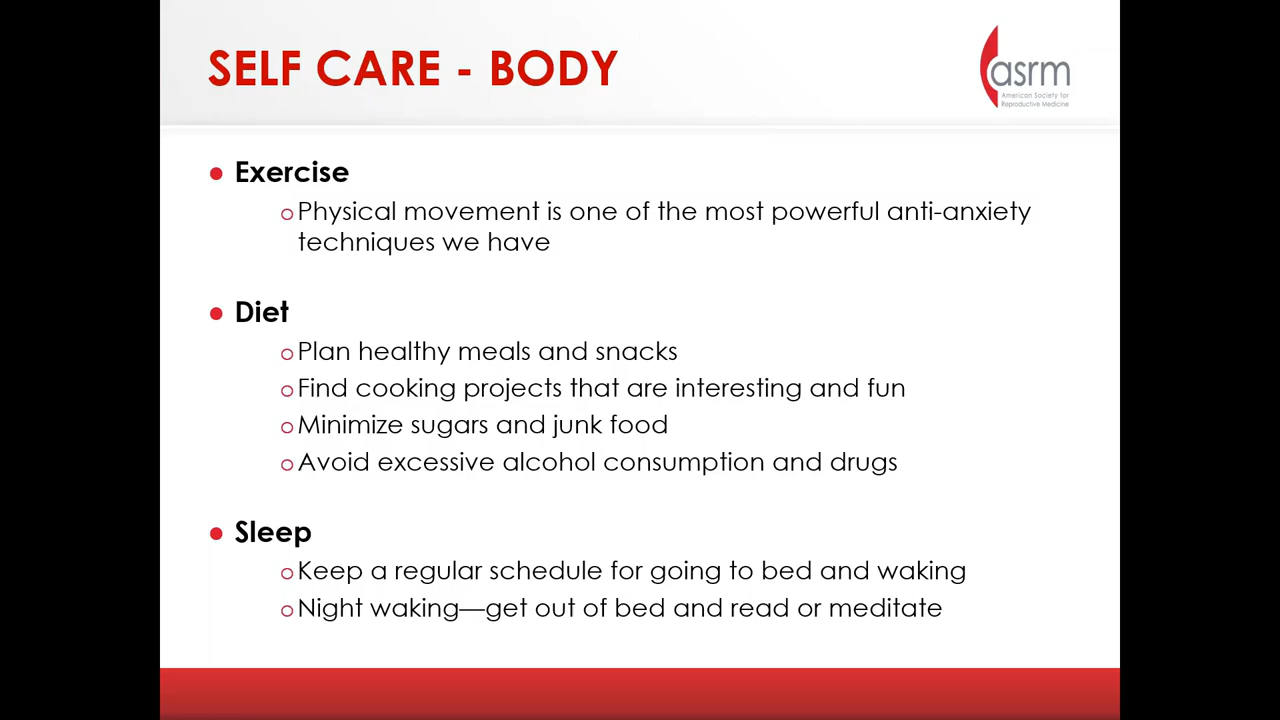 SELF CARE - BODY
asrm
American Society for
Reproductive Medicine
● Exercise
o Physical movement is one of the most powerful anti-anxiety
techniques we have
● Diet
o Plan healthy meals and snacks
o Find cooking projects that are interesting and fun
o Minimize sugars and junk food
o Avoid excessive alcohol consumption and drugs
● Sleep
o Keep a regular schedule for going to bed and waking
o Night waking—get out of bed and read or meditate